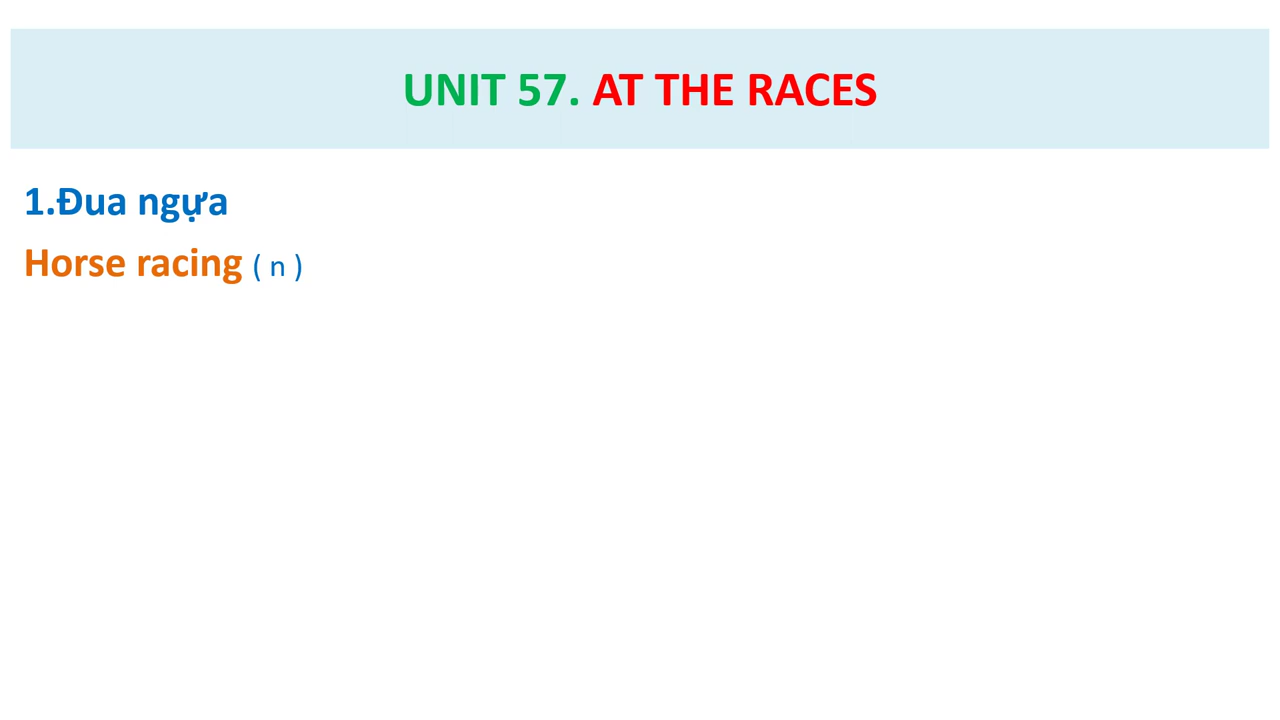 UNIT 57. AT THE RACES
1.Đua ngựa
Horse racing ( n )